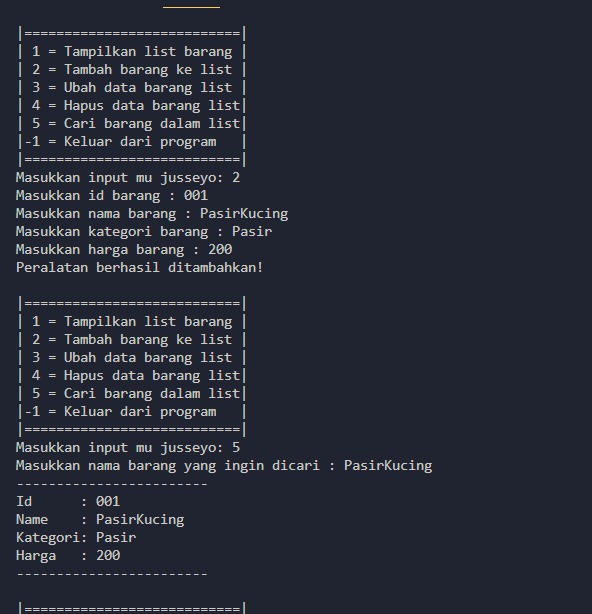 |===========================|
| 1 = Tampilkan list barang |
| 2 = Tambah barang ke list |
| 3 = Ubah data barang list |
| 4 = Hapus data barang list|
| 5 = Cari barang dalam list|
|-1 = Keluar dari program   |
|===========================|
Masukkan input mu jusseyo: 2
Masukkan id barang : 001
Masukkan nama barang : PasirKucing
Masukkan kategori barang : Pasir
Masukkan harga barang : 200
Peralatan berhasil ditambahkan!

|===========================|
| 1 = Tampilkan list barang |
| 2 = Tambah barang ke list |
| 3 = Ubah data barang list |
| 4 = Hapus data barang list|
| 5 = Cari barang dalam list|
|-1 = Keluar dari program   |
|===========================|
Masukkan input mu jusseyo: 5
Masukkan nama barang yang ingin dicari : PasirKucing
------------------------
Id      : 001
Name    : PasirKucing
Kategori: Pasir
Harga   : 200
------------------------

|===========================|